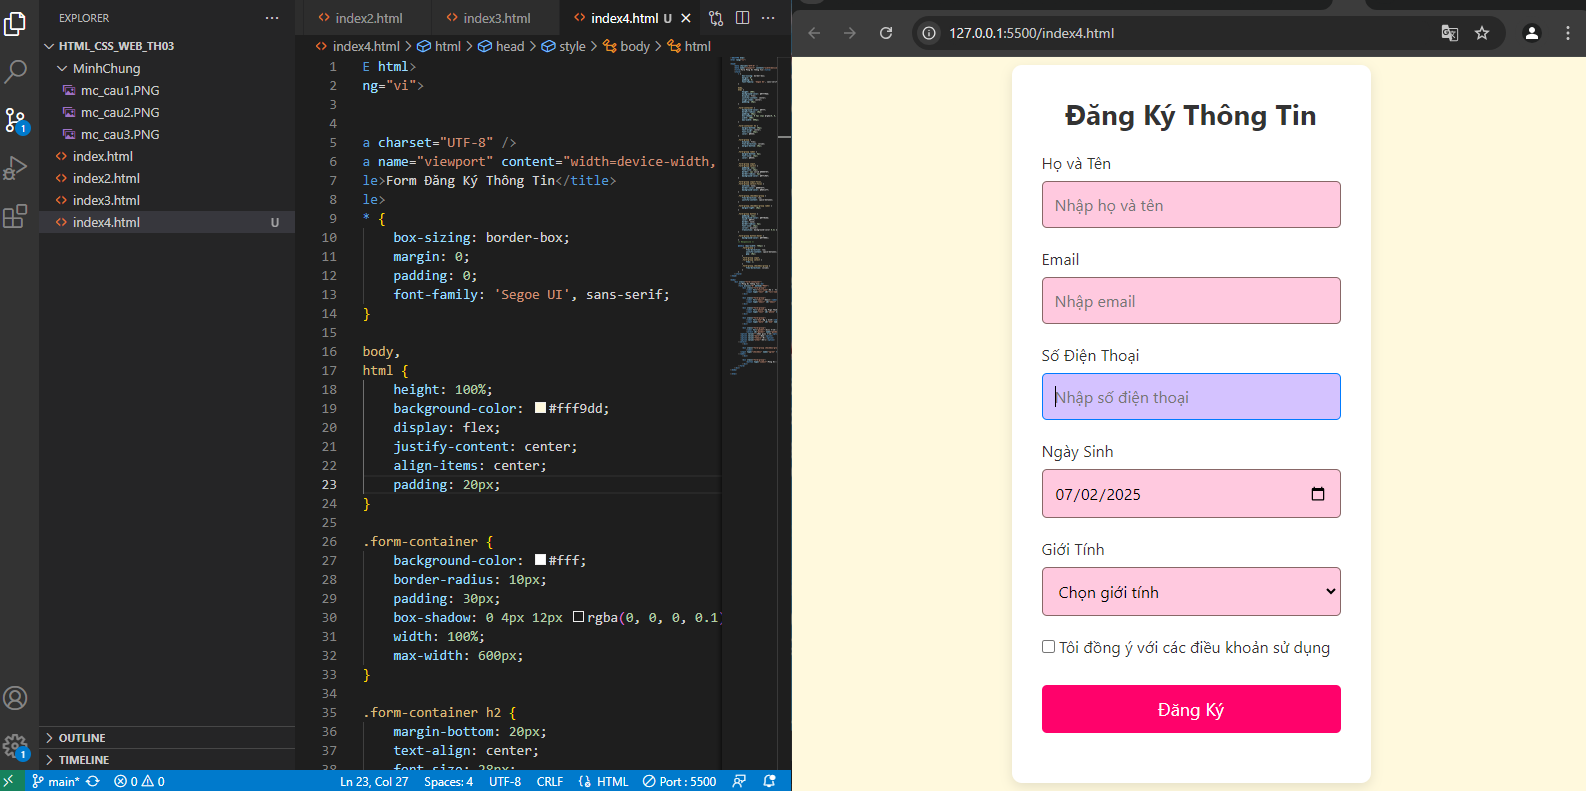 EXPLORER
HTML_CSS_WEB_TH03
MinhChung
mc_cau1.PNG
mc_cau2.PNG
mc_cau3.PNG
index.html
index2.html
index3.html
index4.html U
OUTLINE
TIMELINE
1
1
index2.html index3.html index4.html U
index4.html > html > head > style > body > html
1 E html>
2 ng="vi">
3
4
5 a charset="UTF-8" />
6 a name="viewport" content="width=device-width,
7 le>Form Đăng Ký Thông Tin</title>
8 le>
9 * {
10 box-sizing: border-box;
11 margin: 0;
12 padding: 0;
13 font-family: 'Segoe UI', sans-serif;
14 }
15
16 body,
17 html {
18 height: 100%;
19 background-color: #fff9dd;
20 display: flex;
21 justify-content: center;
22 align-items: center;
23 padding: 20px;
24 }
25
26 .form-container {
27 background-color: #fff;
28 border-radius: 10px;
29 padding: 30px;
30 box-shadow: 0 4px 12px rgba(0, 0, 0, 0.1)
31 width: 100%;
32 max-width: 600px;
33 }
34
35 .form-container h2 {
36 margin-bottom: 20px;
37 text-align: center;
38 font-size: 28px;
main* 0 0 Ln 23, Col 27 Spaces: 4 UTF-8 CRLF HTML Port : 5500
127.0.0.1:5500/index4.html
Đăng Ký Thông Tin
Họ và Tên
Nhập họ và tên
Email
Nhập email
Số Điện Thoại
Nhập số điện thoại
Ngày Sinh
07/02/2025
Giới Tính
Chọn giới tính
Tôi đồng ý với các điều khoản sử dụng
Đăng Ký